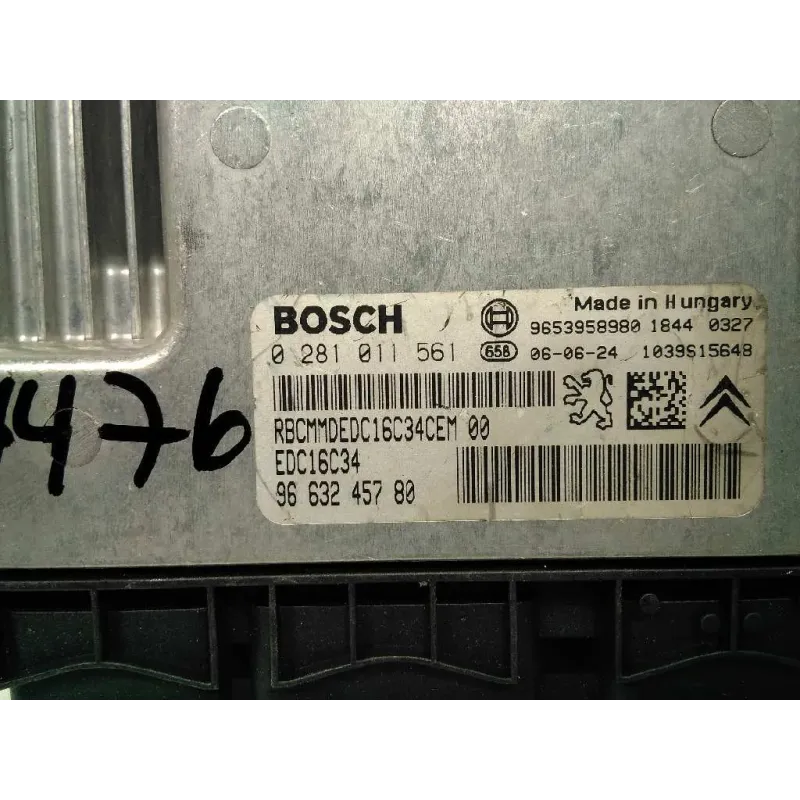 BOSCH
Made in Hungary
9653958980 1844 0327
0 281 011 561 658 06-06-24 1039S15648
RBCMMDEDC16C34CEM 00
EDC16C34
96 632 457 80
476